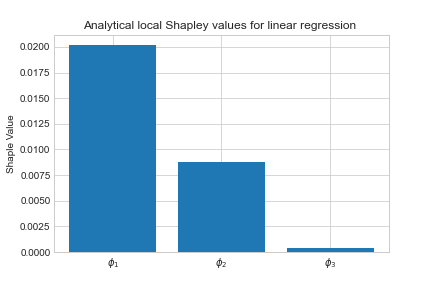 Analytical local Shapley values for linear regression
Shaple Value
0.0200
0.0175
0.0150
0.0125
0.0100
0.0075
0.0050
0.0025
0.0000
ϕ1
ϕ2
ϕ3